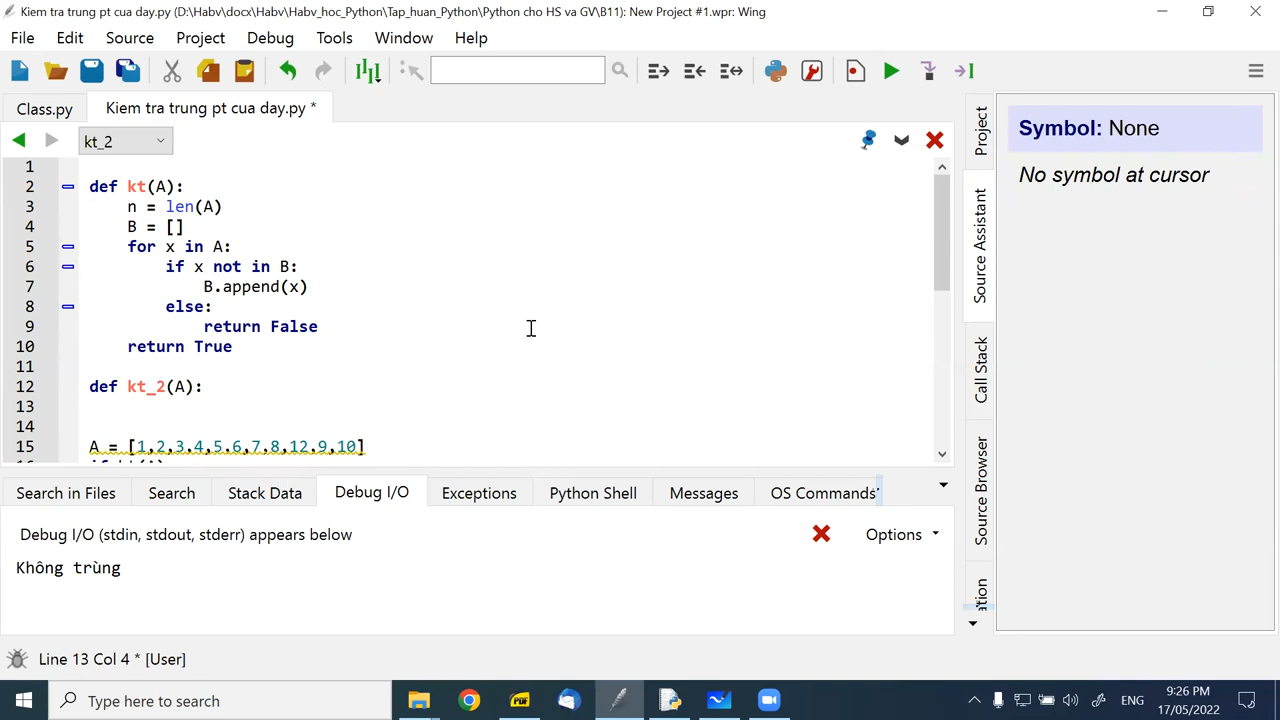 Kiem tra trung pt cua day.py (D:\Habv\docx\Habv\Habv_hoc_Python\Tap_huan_Python\Python cho HS va GV\B11): New Project #1.wpr: Wing
File Edit Source Project Debug Tools Window Help
Class.py Kiem tra trung pt cua day.py *
kt_2
1
2 def kt(A):
3 n = len(A)
4 B = []
5 for x in A:
6 if x not in B:
7 B.append(x)
8 else:
9 return False
10 return True
11
12 def kt_2(A):
13
14
15 A = [1,2,3,4,5,6,7,8,12,9,10]
Project
Source Assistant
Call Stack
Source Browser
Symbol: None
No symbol at cursor
Search in Files Search Stack Data Debug I/O Exceptions Python Shell Messages OS Commands
Debug I/O (stdin, stdout, stderr) appears below Options
Không trùng
Line 13 Col 4 * [User]
Type here to search
ENG
9:26 PM
17/05/2022